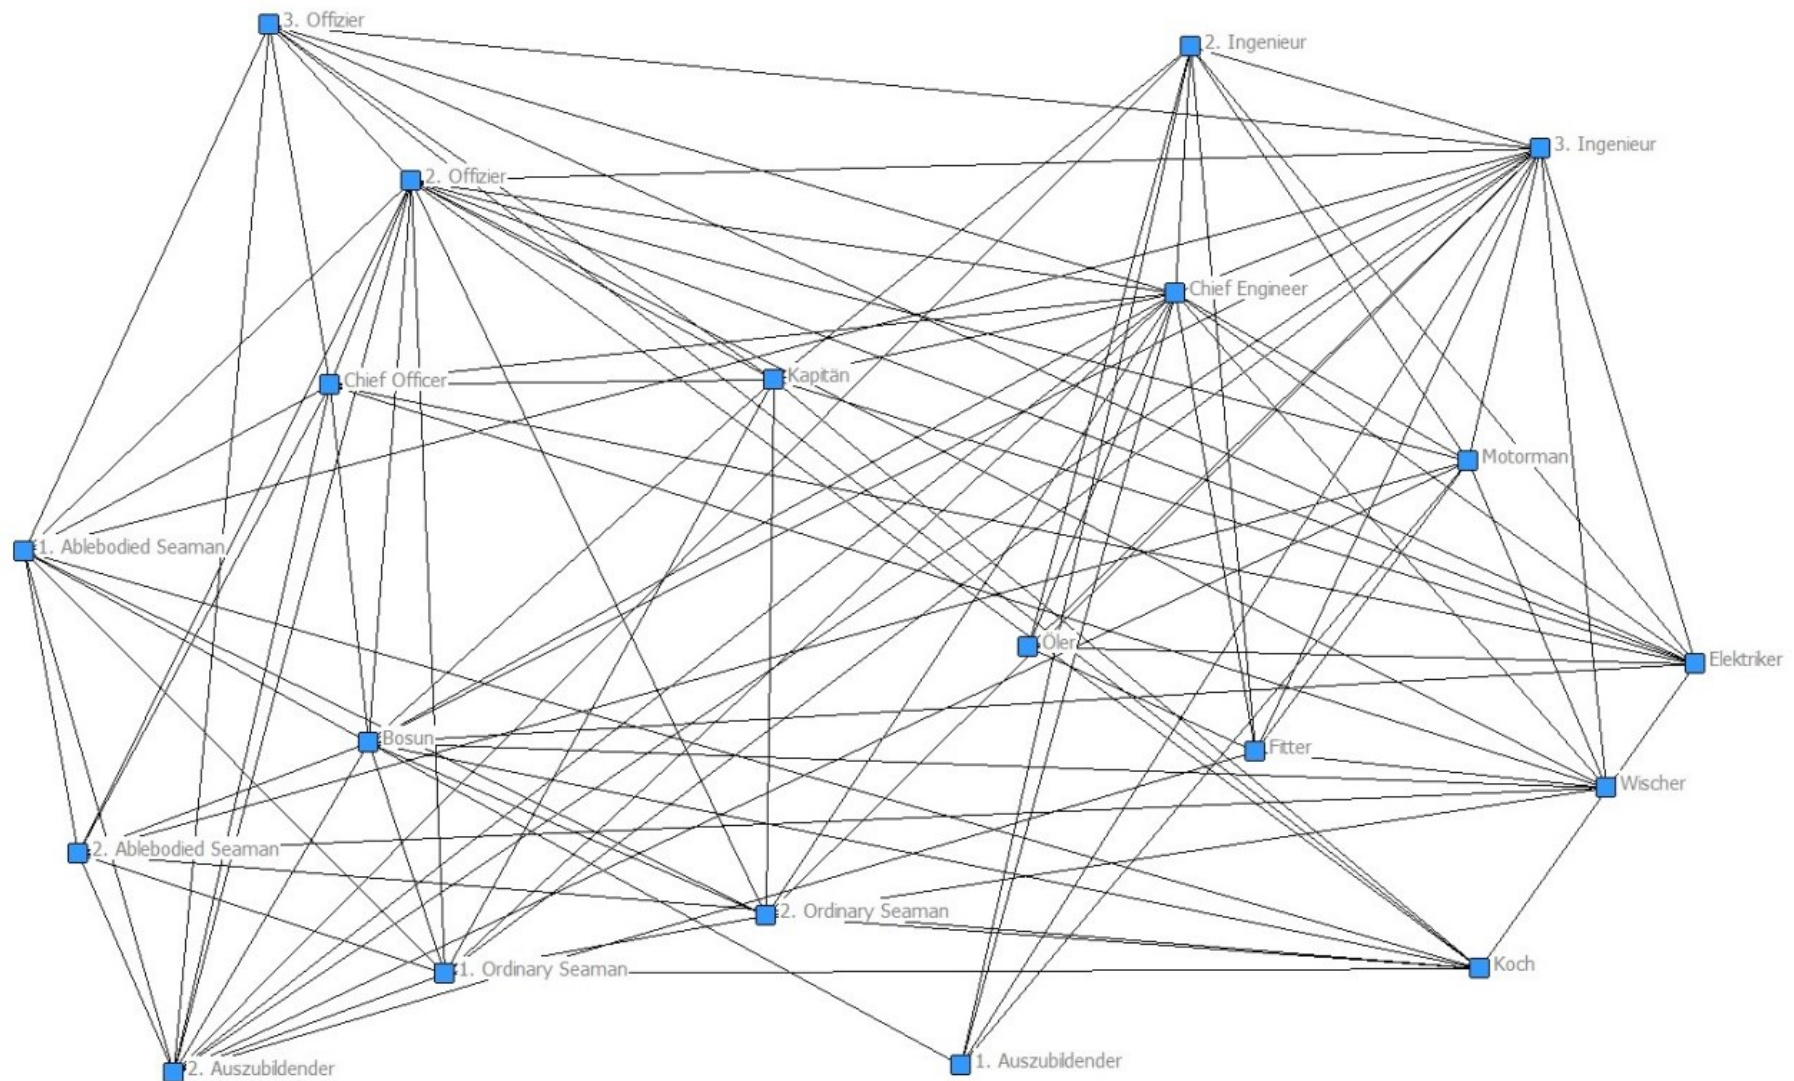 3. Offizier
2. Ingenieur
3. Ingenieur
2. Offizier
Chief Engineer
Chief Officer
Kapitän
Motorman
1. Ablebodied Seaman
Öler
Elektriker
Bosun
Fitter
Wischer
2. Ablebodied Seaman
2. Ordinary Seaman
1. Ordinary Seaman
Koch
2. Auszubildender
1. Auszubildender